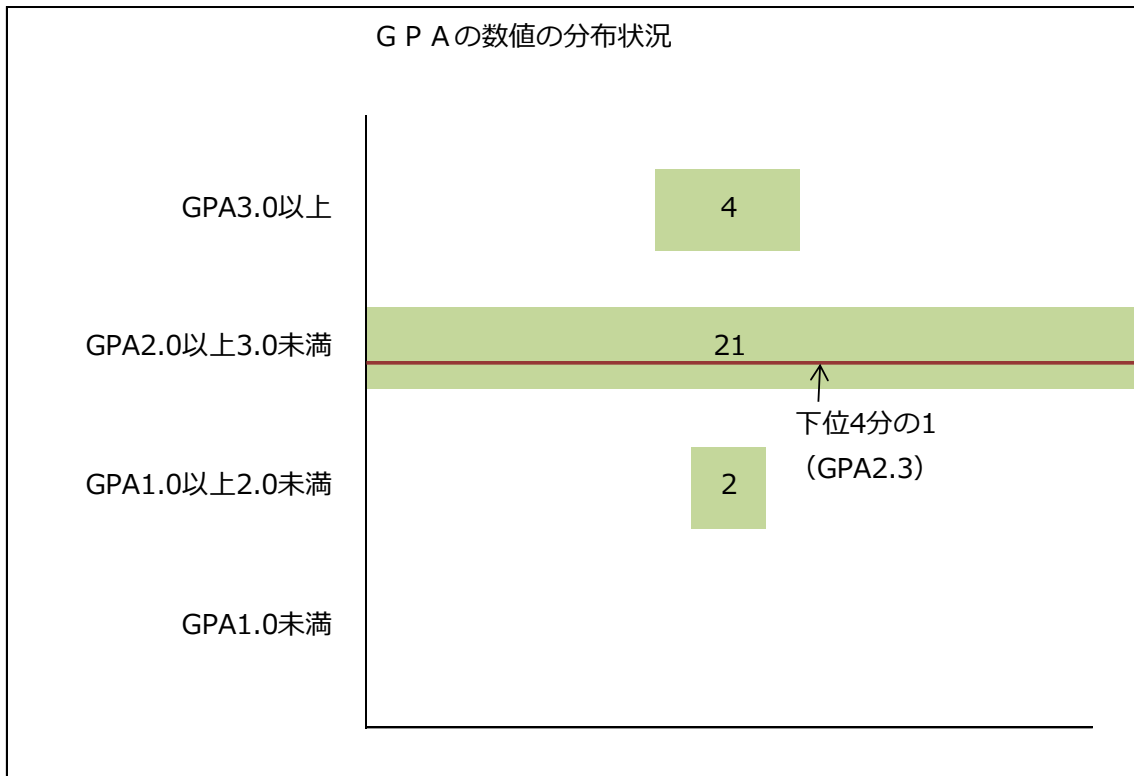 ＧＰＡの数値の分布状況
GPA3.0以上
4
GPA2.0以上3.0未満
21
下位4分の1
（GPA2.3）
GPA1.0以上2.0未満
2
GPA1.0未満